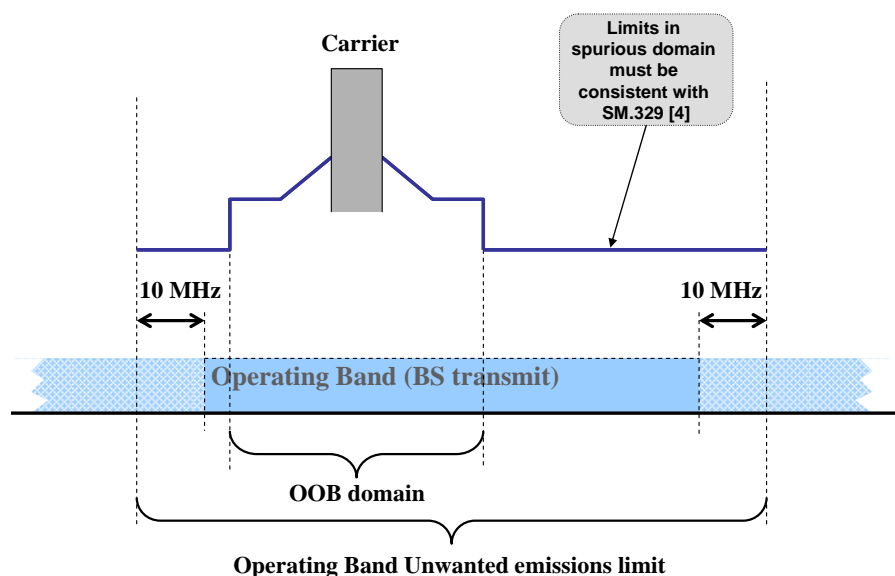 Carrier
Limits in
spurious domain
must be
consistent with
SM.329 [4]
10 MHz
10 MHz
Operating Band (BS transmit)
OOB domain
Operating Band Unwanted emissions limit